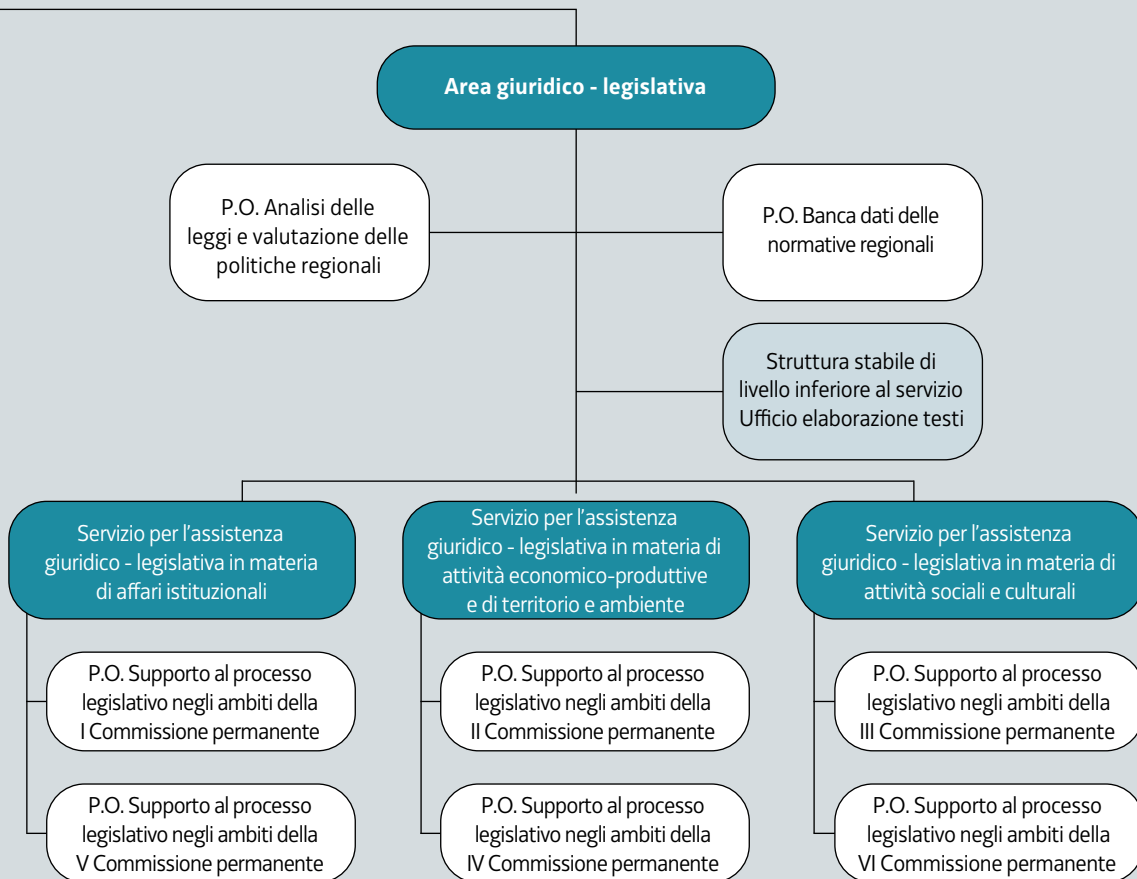 Area giuridico - legislativa
P.O. Analisi delle
leggi e valutazione delle
politiche regionali
P.O. Banca dati delle
normative regionali
Struttura stabile di
livello inferiore al servizio
Ufficio elaborazione testi
Servizio per l'assistenza
giuridico - legislativa in materia
di affari istituzionali
Servizio per l'assistenza
giuridico - legislativa in materia di
attività economico-produttive
e di territorio e ambiente
Servizio per l'assistenza
giuridico - legislativa in materia di
attività sociali e culturali
P.O. Supporto al processo
legislativo negli ambiti della
I Commissione permanente
P.O. Supporto al processo
legislativo negli ambiti della
II Commissione permanente
P.O. Supporto al processo
legislativo negli ambiti della
III Commissione permanente
P.O. Supporto al processo
legislativo negli ambiti della
V Commissione permanente
P.O. Supporto al processo
legislativo negli ambiti della
IV Commissione permanente
P.O. Supporto al processo
legislativo negli ambiti della
VI Commissione permanente